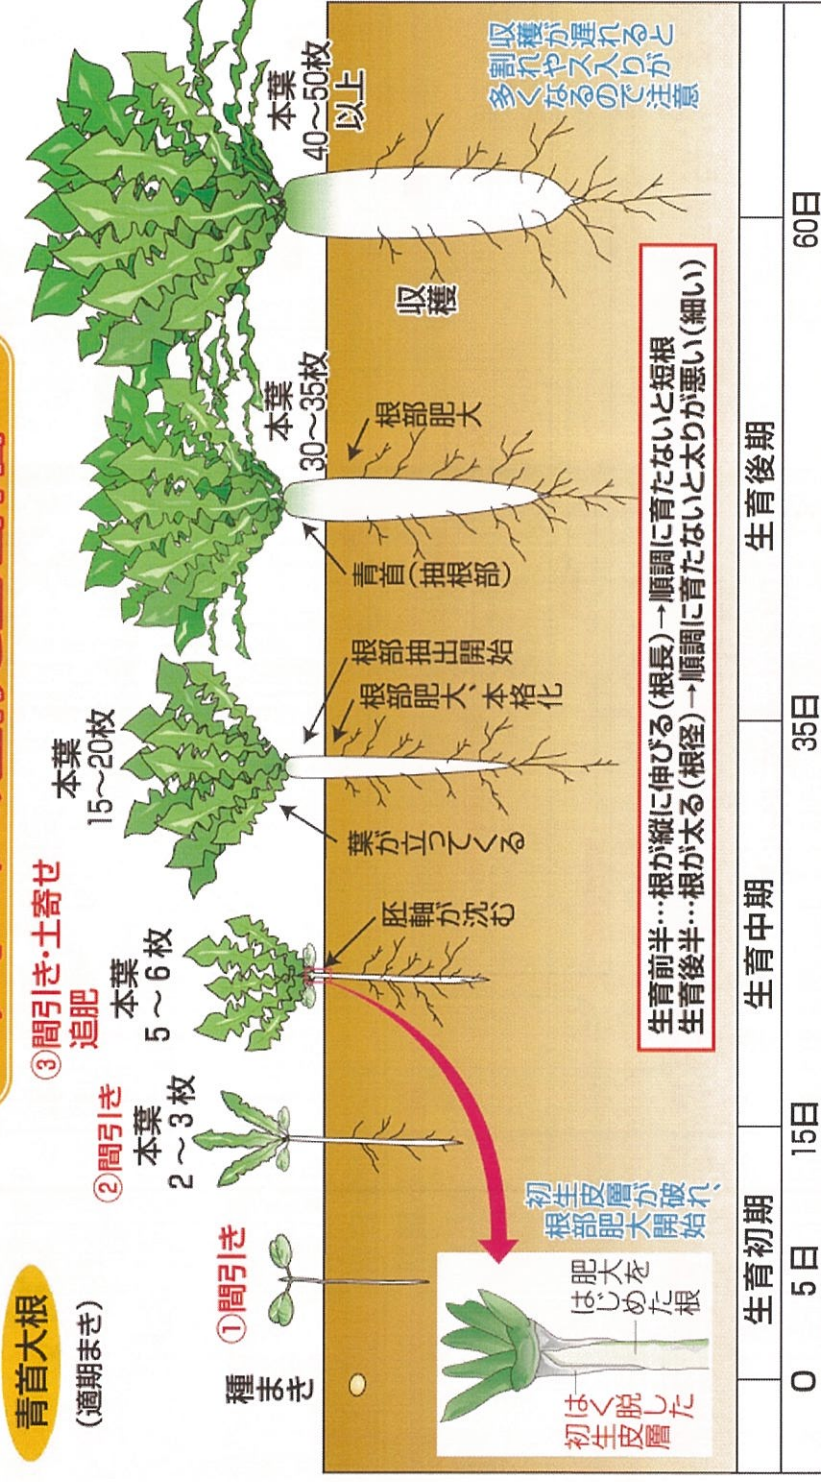 青首大根
(適期まき)
種
まき
①間引き
②間引き
本葉
2～3枚
③間引き・土寄せ
追肥
本葉
5～6枚
本葉
15～20枚
本葉
30～35枚
本葉
40～50枚
以上
胚軸が沈む
葉が立ってくる
根部肥大、本格化
根部抽出開始
青首(抽根部)
根部肥大
収穫
収穫が遅れると
割れやス入りが
多くなるので注意
初生皮層が破れ、
根部肥大開始
肥大を
はじめた根
はく脱した
初生皮層
生育前半…根が縦に伸びる(根長)→順調に育たないと短根
生育後半…根が太る(根径)→順調に育たないと太りが悪い(細い)
生育初期
生育中期
生育後期
0
5日
15日
35日
60日